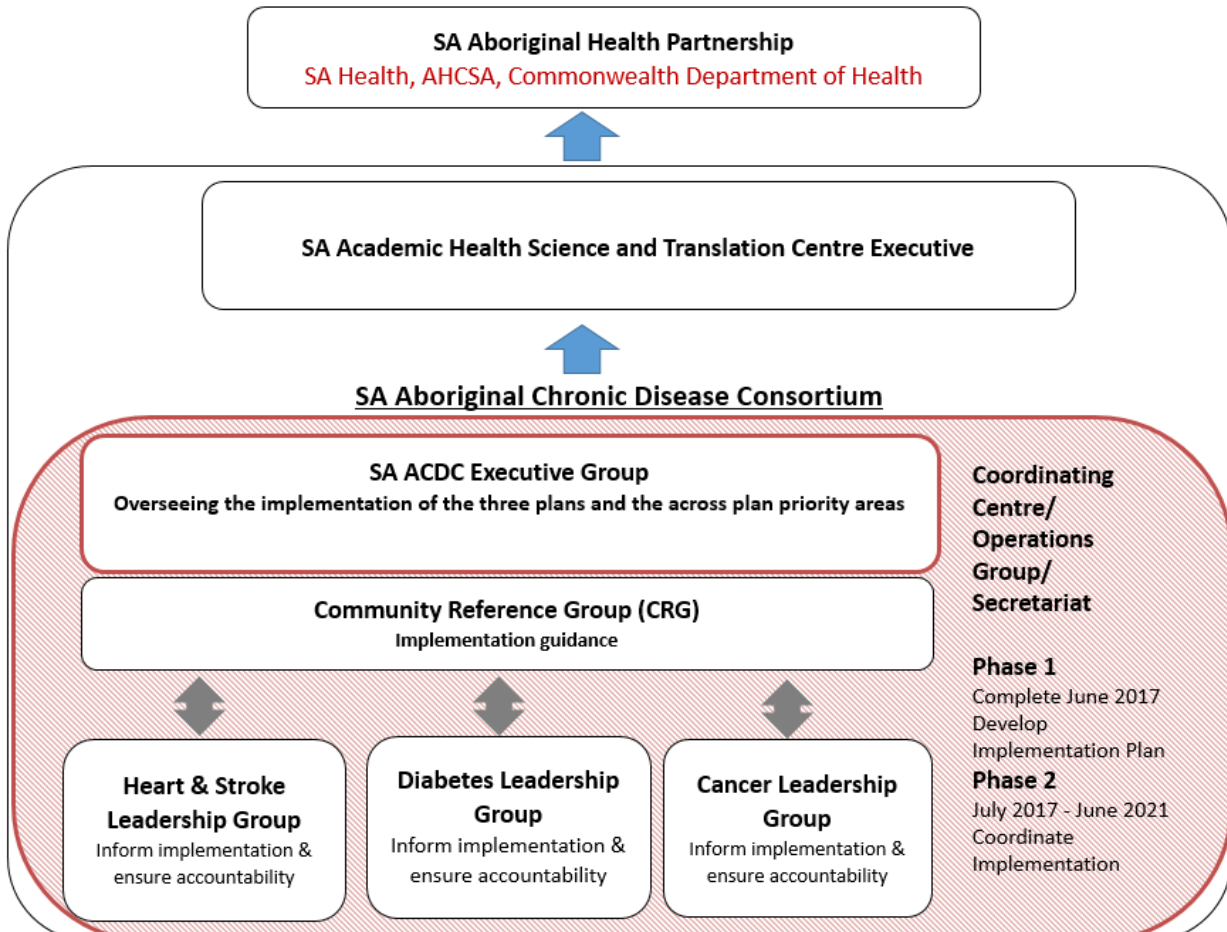 SA Aboriginal Health Partnership
SA Health, AHCSA, Commonwealth Department of Health
SA Academic Health Science and Translation Centre Executive
SA Aboriginal Chronic Disease Consortium
SA ACDC Executive Group
Overseeing the implementation of the three plans and the across plan priority areas
Community Reference Group (CRG)
Implementation guidance
Heart & Stroke
Leadership Group
Inform implementation &
ensure accountability
Diabetes Leadership
Group
Inform implementation &
ensure accountability
Cancer Leadership
Group
Inform implementation &
ensure accountability
Coordinating
Centre/
Operations
Group/
Secretariat
Phase 1
Complete June 2017
Develop
Implementation Plan
Phase 2
July 2017 - June 2021
Coordinate
Implementation